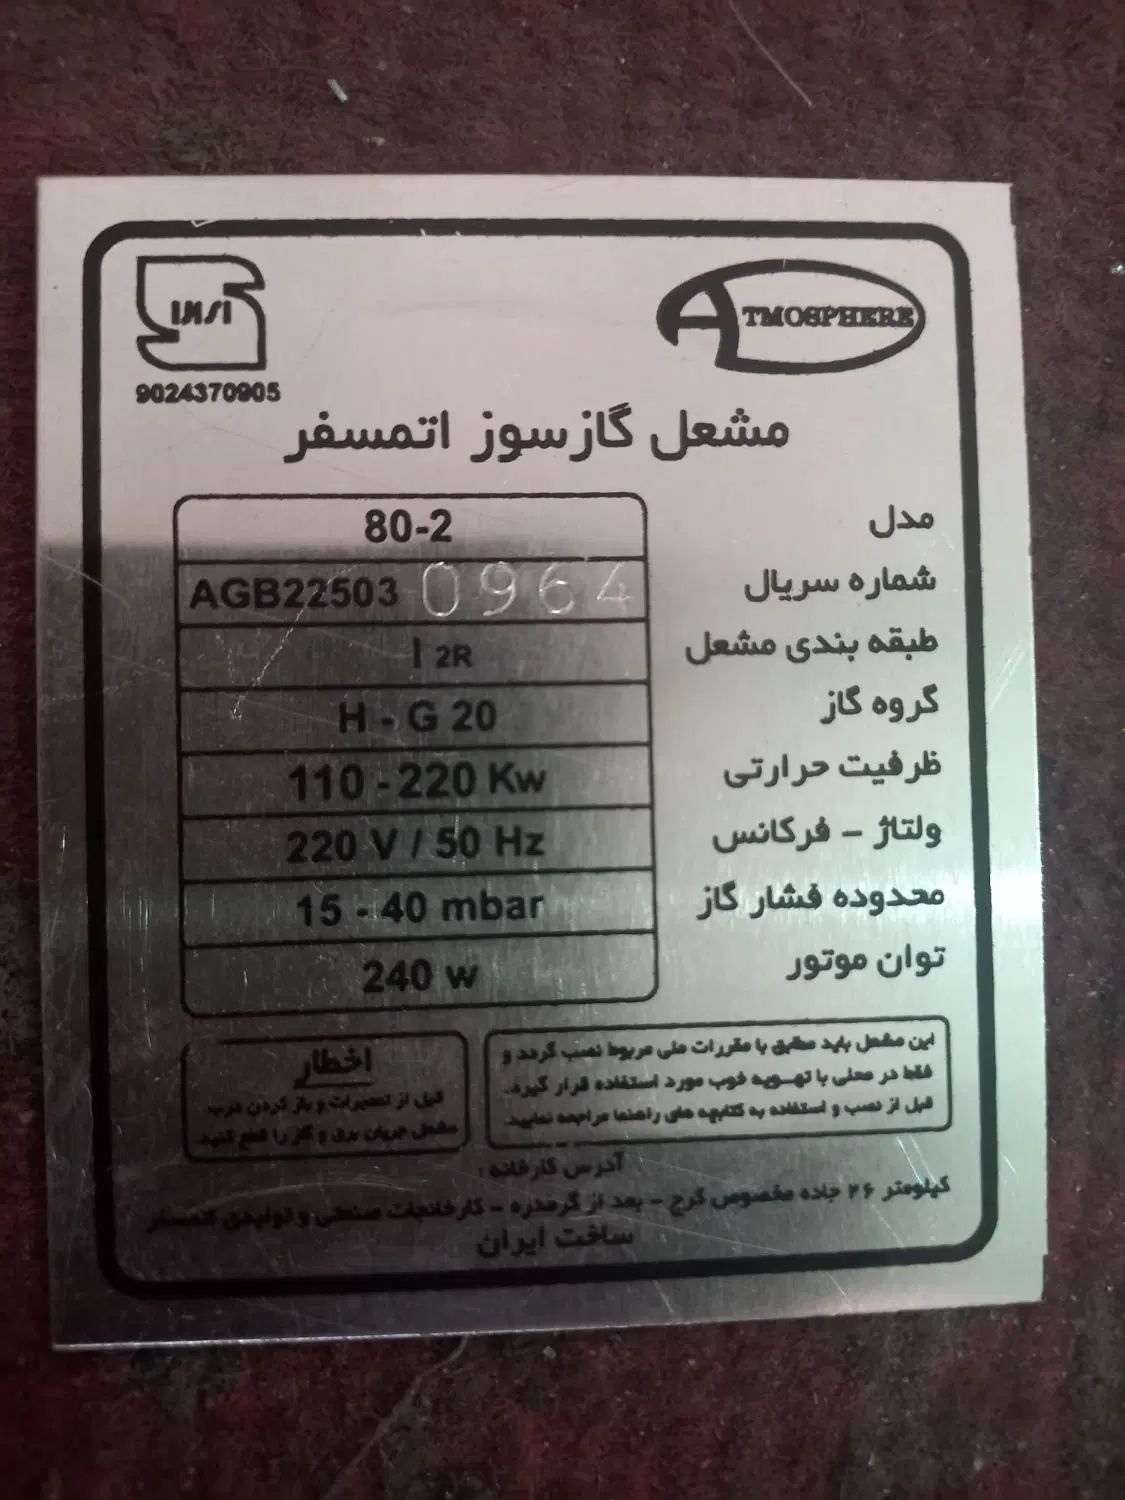 ATMOSPHERE
9024370905
مشعل گازسوز اتمسفر
مدل 80-2
شماره سریال AGB22503 0964
طبقه بندی مشعل I 2R
گروه گاز H - G 20
ظرفیت حرارتی 110 - 220 Kw
ولتاژ – فرکانس 220 V / 50 Hz
محدوده فشار گاز 15 - 40 mbar
توان موتور 240 w
این مشعل باید مطابق با مقررات ملی مربوط نصب گردد و
فقط در محلی با تهویه خوب مورد استفاده قرار گیرد.
قبل از نصب و استفاده به کتابچه های راهنما مراجعه نمایید.
اخطار
قبل از تعمیرات و باز کردن درب
مشعل جریان برق و گاز را قطع کنید.
آدرس کارخانه :
کیلومتر ۲۶ جاده مخصوص کرج – بعد از گرمدره – کارخانجات صنعتی و تولیدی اتمسفر
ساخت ایران